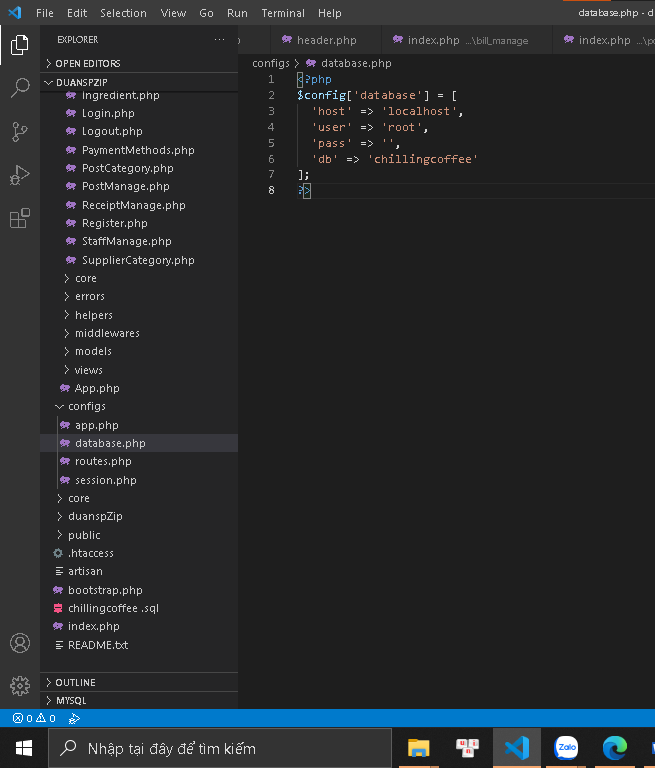 File Edit Selection View Go Run Terminal Help
database.php - d
EXPLORER
header.php
index.php ...\bill_manage
index.php ...\po
OPEN EDITORS
DUANSPZIP
Ingredient.php
Login.php
Logout.php
PaymentMethods.php
PostCategory.php
PostManage.php
ReceiptManage.php
Register.php
StaffManage.php
SupplierCategory.php
core
errors
helpers
middlewares
models
views
App.php
configs
app.php
database.php
routes.php
session.php
core
duanspZip
public
.htaccess
artisan
bootstrap.php
chillingcoffee .sql
index.php
README.txt
OUTLINE
MYSQL
configs > database.php
1 <?php
2 $config['database'] = [
3 'host' => 'localhost',
4 'user' => 'root',
5 'pass' => '',
6 'db' => 'chillingcoffee'
7 ];
8 ?>
0 0
Nhập tại đây để tìm kiếm
Zalo